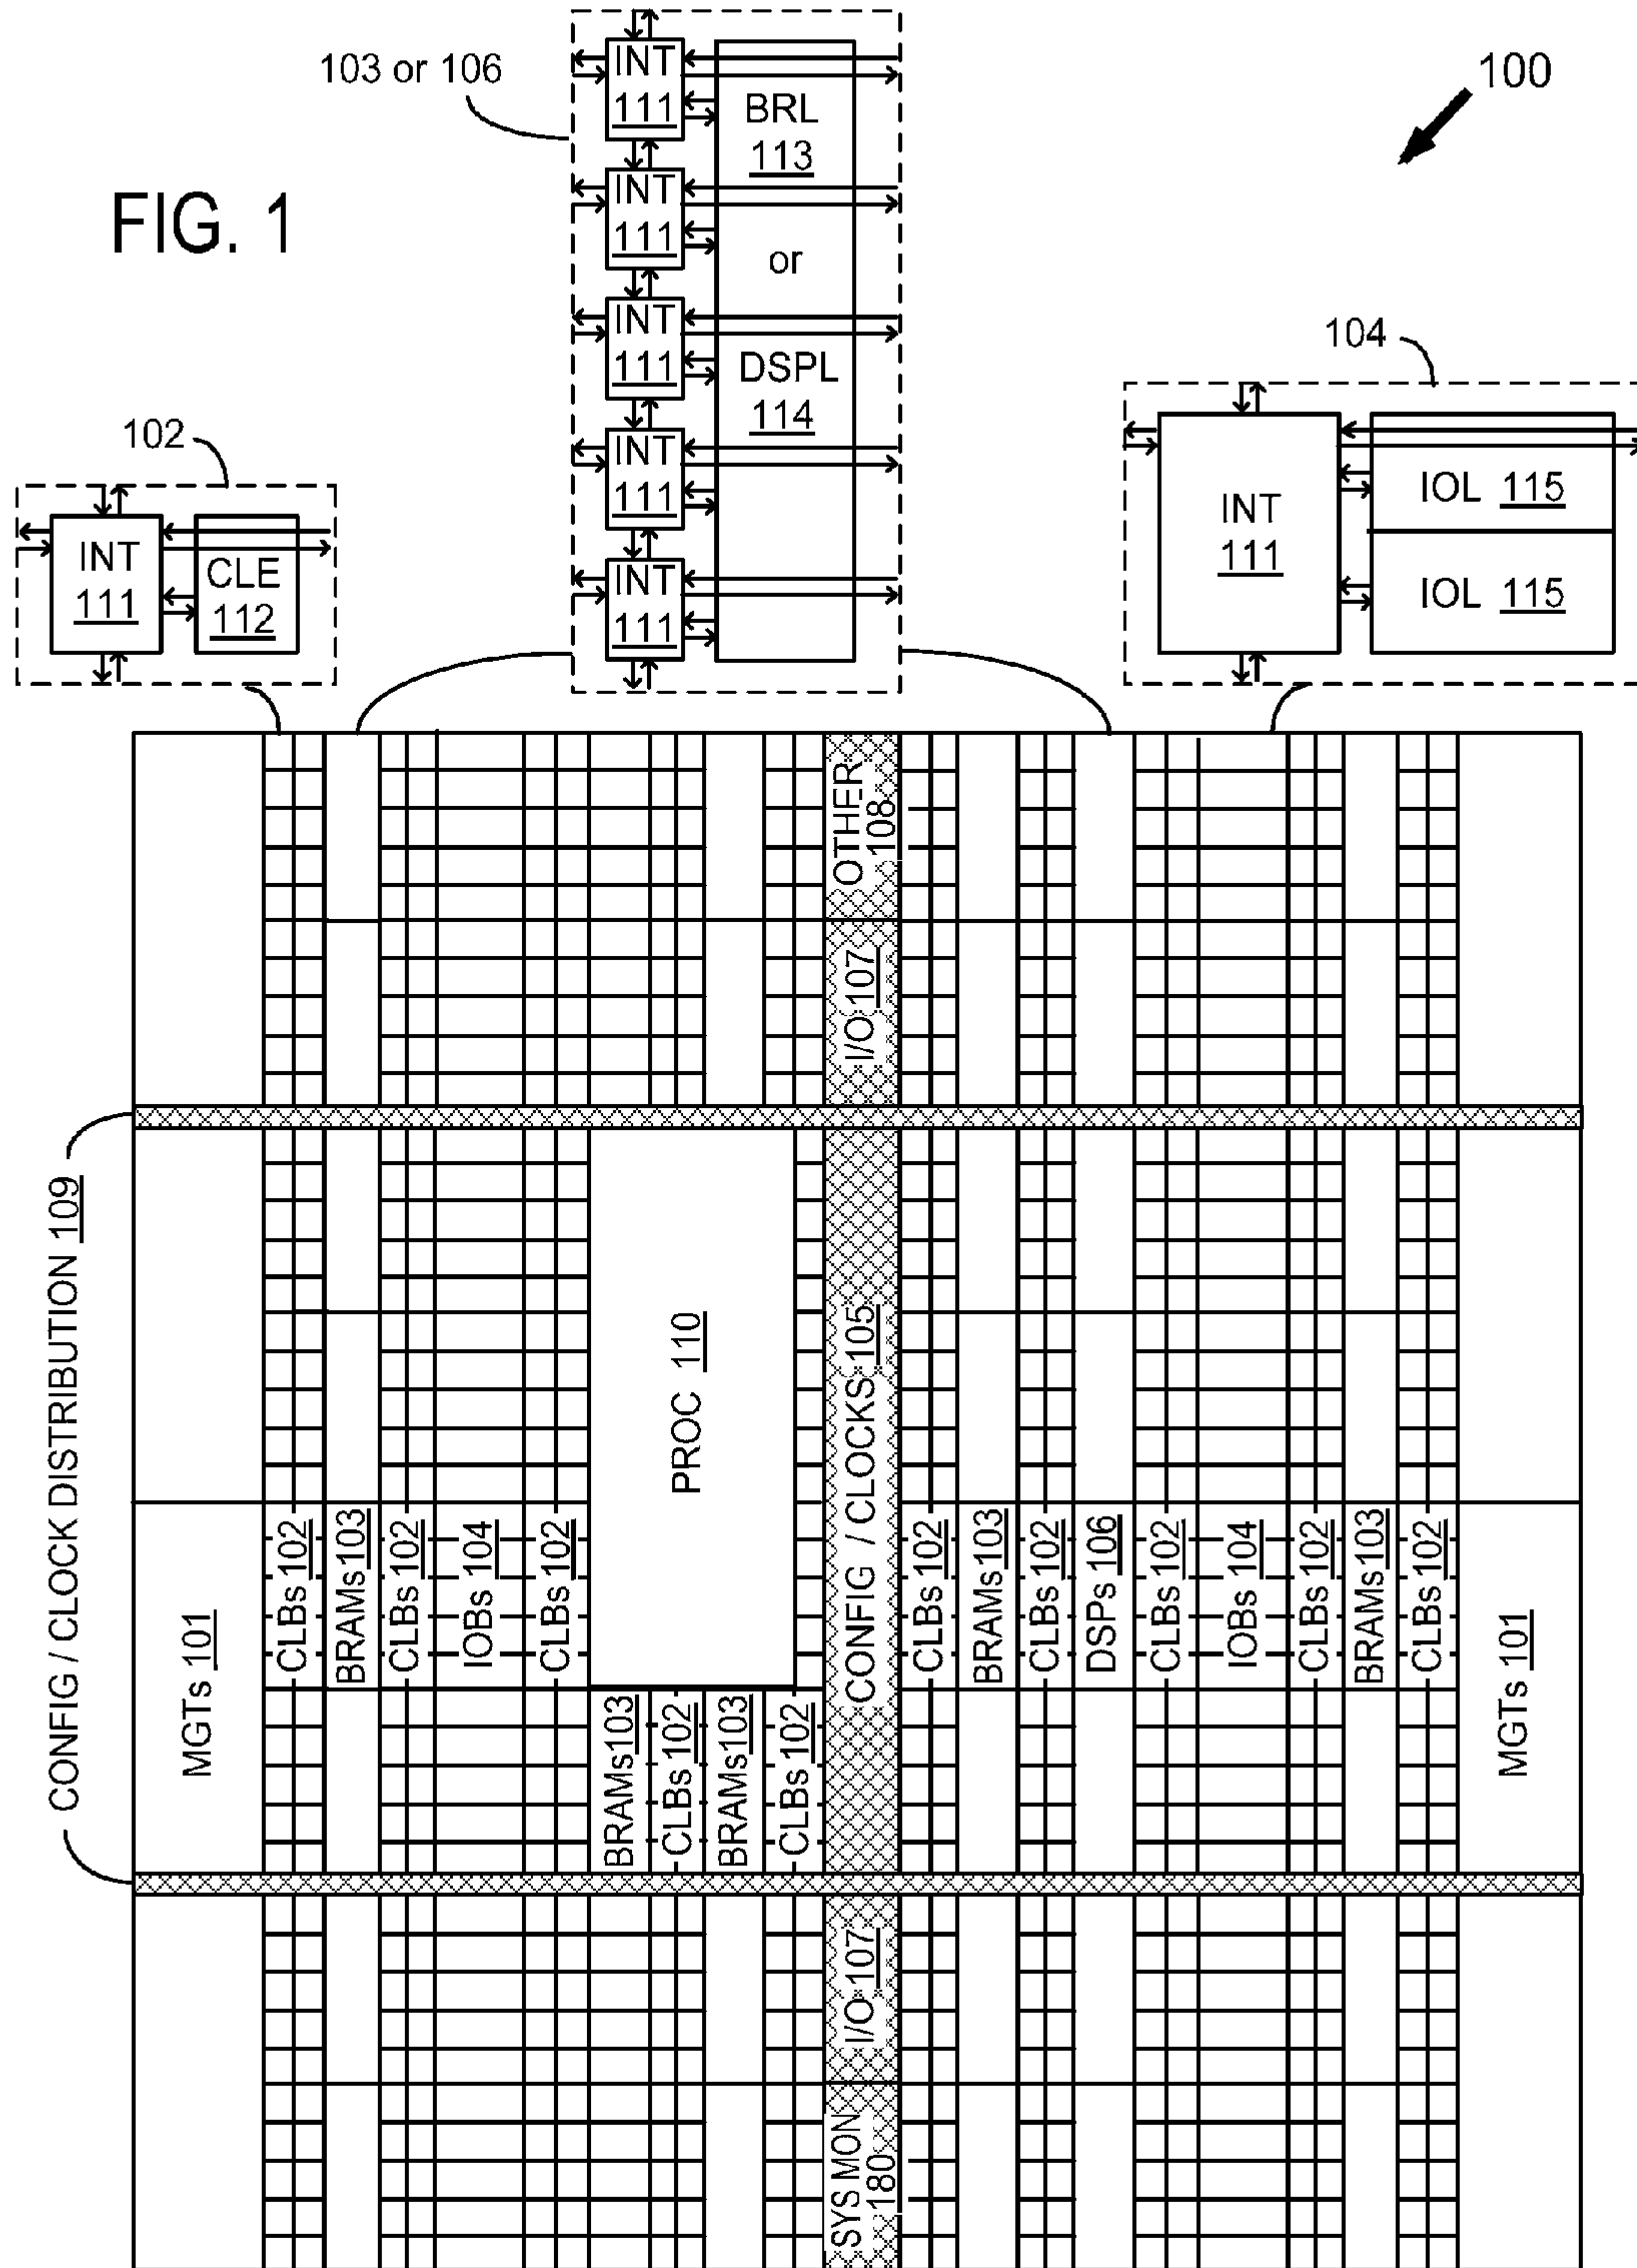 103 or 106
100
FIG. 1
INT
111
INT
111
INT
111
INT
111
INT
111
BRL
113
or
DSPL
114
104
INT
111
IOL 115
IOL 115
102
INT
111
CLE
112
OTHER
108
I/O 107
CONFIG / CLOCK DISTRIBUTION 109
PROC 110
CONFIG / CLOCKS 105
MGTs 101
CLBs 102
BRAMs 103
CLBs 102
IOBs 104
CLBs 102
BRAMs 103
CLBs 102
BRAMs 103
CLBs 102
CLBs 102
BRAMs 103
CLBs 102
DSPs 106
CLBs 102
IOBs 104
CLBs 102
BRAMs 103
CLBs 102
MGTs 101
I/O 107
SYS MON
180